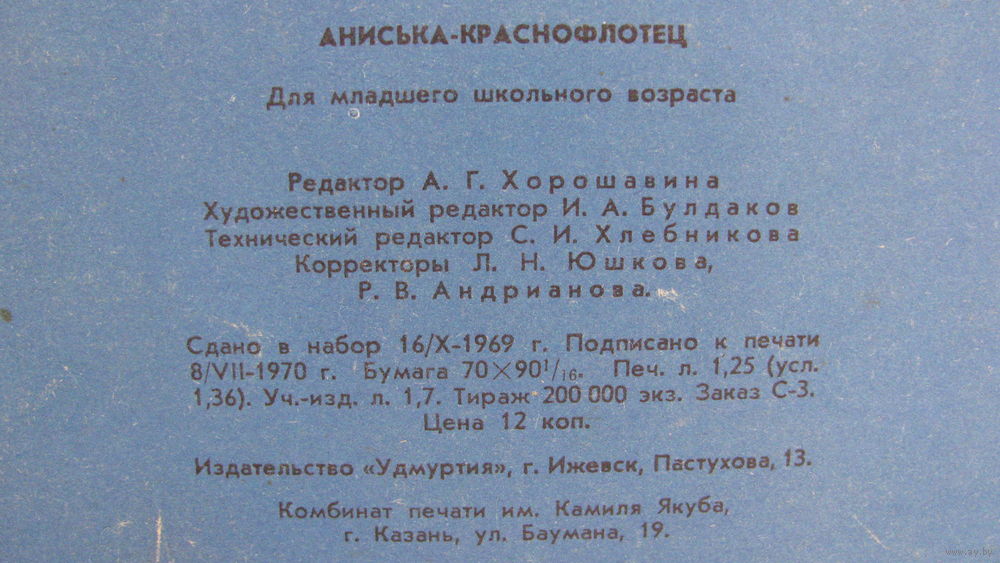 АНИСЬКА-КРАСНОФЛОТЕЦ
Для младшего школьного возраста
Редактор А. Г. Хорошавина
Художественный редактор И. А. Булдаков
Технический редактор С. И. Хлебникова
Корректоры Л. Н. Юшкова,
Р. В. Андрианова.
Сдано в набор 16/X-1969 г. Подписано к печати
8/VII-1970 г. Бумага 70×90¹/₁₆. Печ. л. 1,25 (усл.
1,36). Уч.-изд. л. 1,7. Тираж 200 000 экз. Заказ С-3.
Цена 12 коп.
Издательство «Удмуртия», г. Ижевск, Пастухова, 13.
Комбинат печати им. Камиля Якуба,
г. Казань, ул. Баумана, 19.
www.ay.by